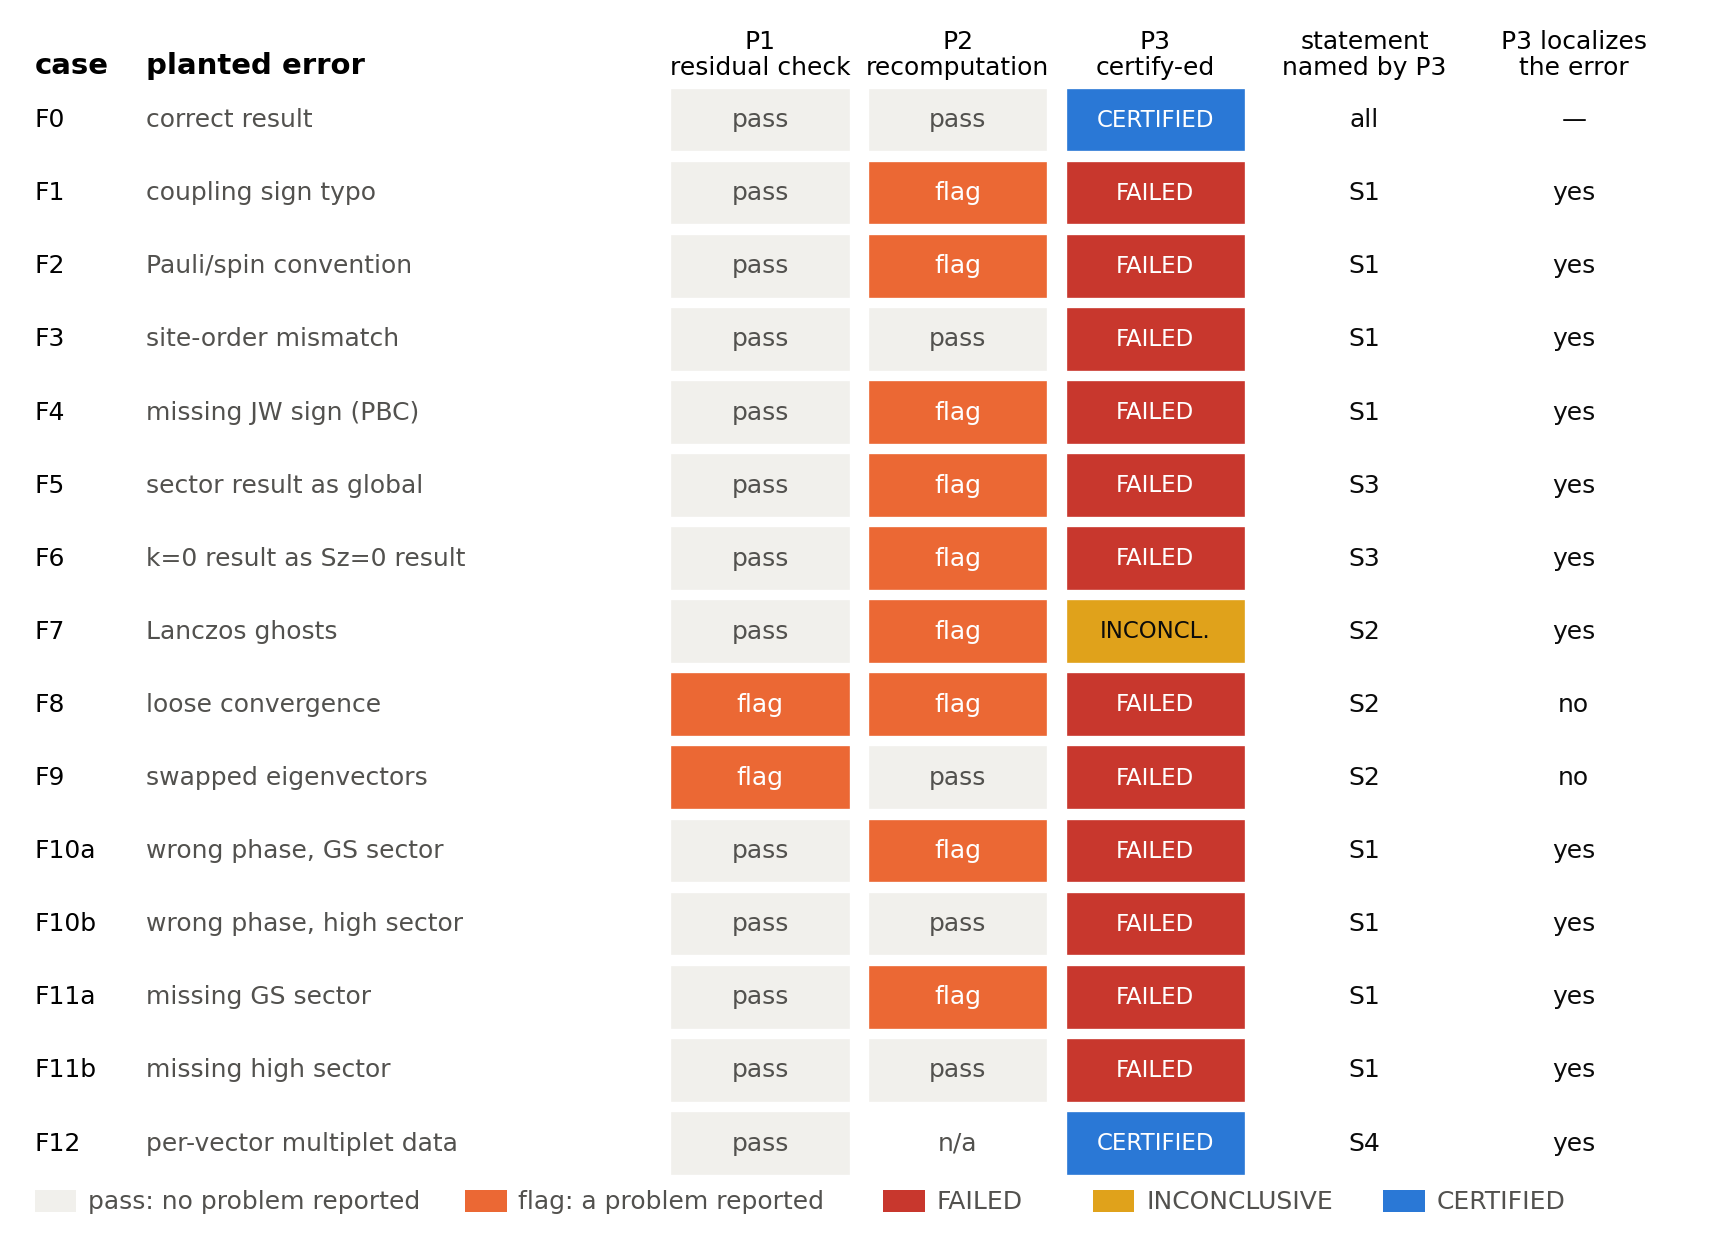 case planted error P1 residual check P2 recomputation P3 certify-ed statement named by P3 P3 localizes the error
F0 correct result pass pass CERTIFIED all —
F1 coupling sign typo pass flag FAILED S1 yes
F2 Pauli/spin convention pass flag FAILED S1 yes
F3 site-order mismatch pass pass FAILED S1 yes
F4 missing JW sign (PBC) pass flag FAILED S1 yes
F5 sector result as global pass flag FAILED S3 yes
F6 k=0 result as Sz=0 result pass flag FAILED S3 yes
F7 Lanczos ghosts pass flag INCONCL. S2 yes
F8 loose convergence flag flag FAILED S2 no
F9 swapped eigenvectors flag pass FAILED S2 no
F10a wrong phase, GS sector pass flag FAILED S1 yes
F10b wrong phase, high sector pass pass FAILED S1 yes
F11a missing GS sector pass flag FAILED S1 yes
F11b missing high sector pass pass FAILED S1 yes
F12 per-vector multiplet data pass n/a CERTIFIED S4 yes
pass: no problem reported flag: a problem reported FAILED INCONCLUSIVE CERTIFIED